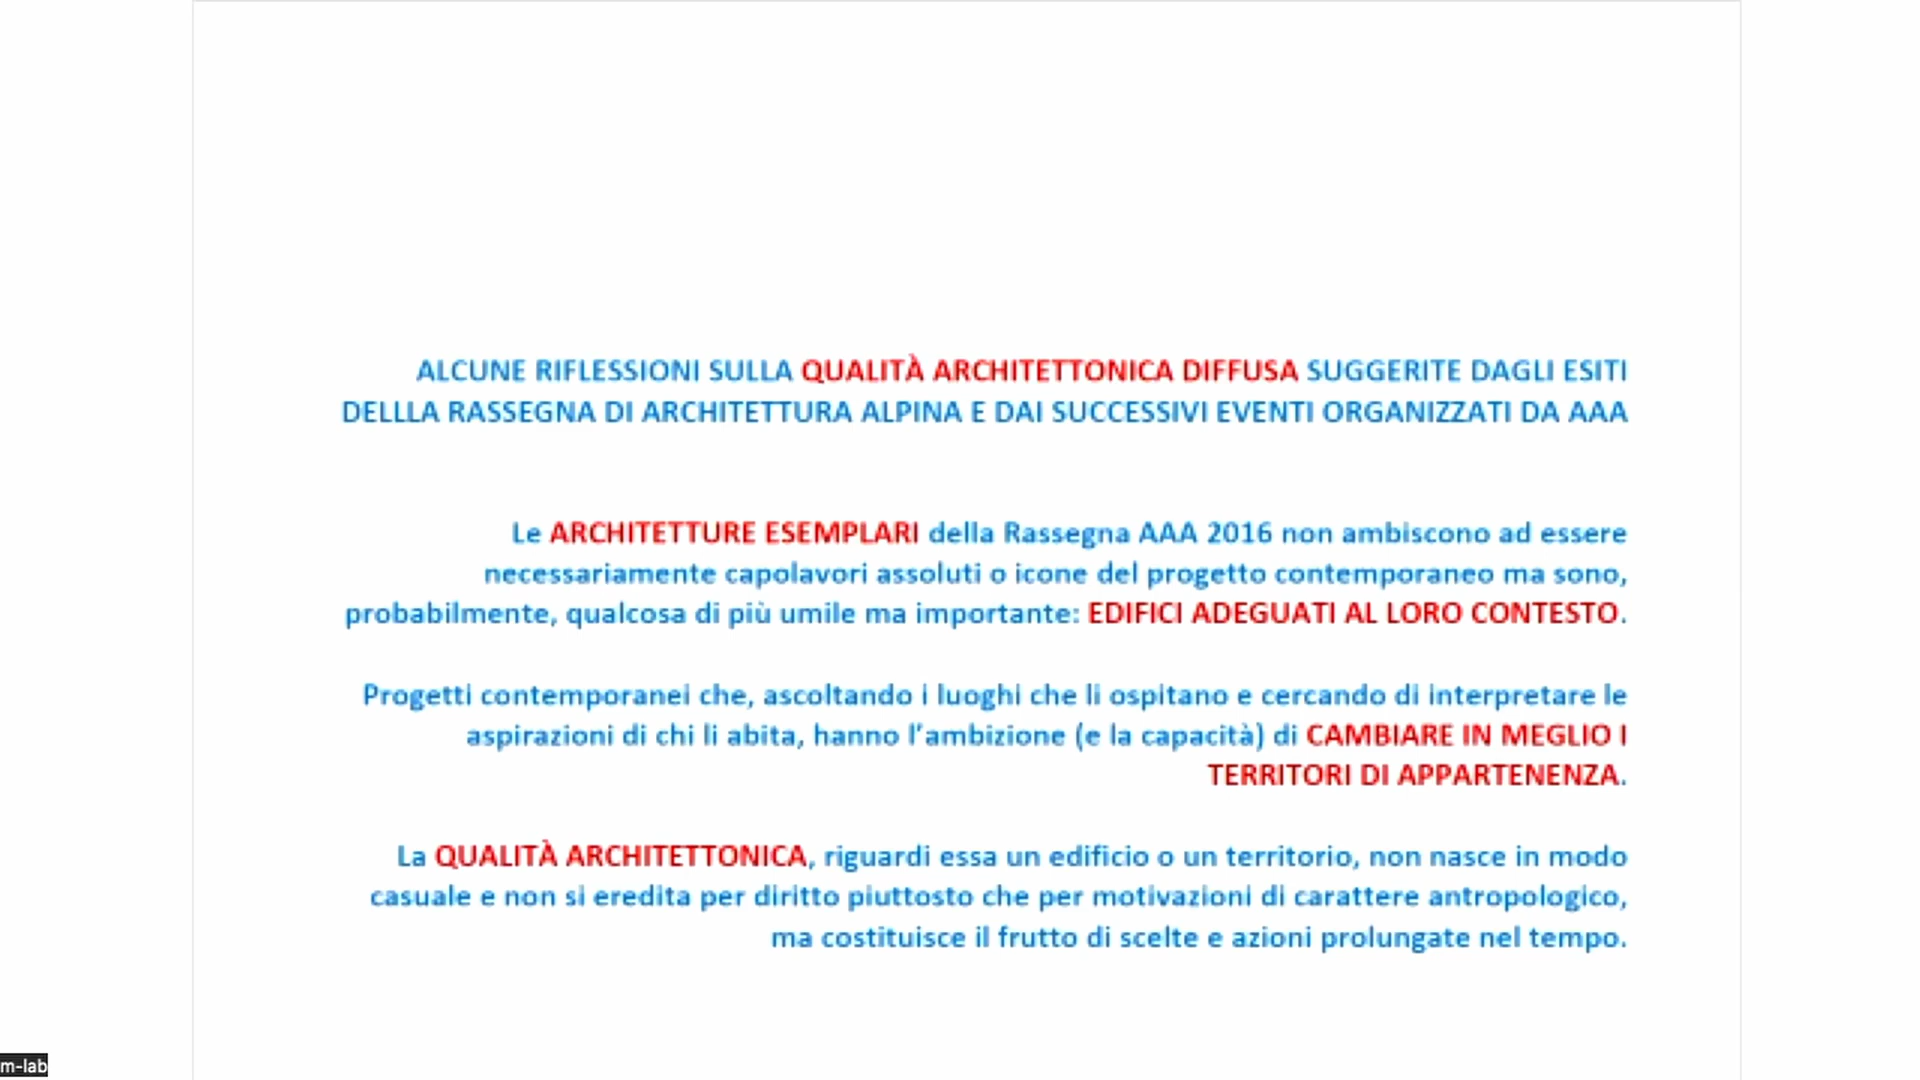 ALCUNE RIFLESSIONI SULLA QUALITÀ ARCHITETTONICA DIFFUSA SUGGERITE DAGLI ESITI
DELLLA RASSEGNA DI ARCHITETTURA ALPINA E DAI SUCCESSIVI EVENTI ORGANIZZATI DA AAA
Le ARCHITETTURE ESEMPLARI della Rassegna AAA 2016 non ambiscono ad essere
necessariamente capolavori assoluti o icone del progetto contemporaneo ma sono,
probabilmente, qualcosa di più umile ma importante: EDIFICI ADEGUATI AL LORO CONTESTO.
Progetti contemporanei che, ascoltando i luoghi che li ospitano e cercando di interpretare le
aspirazioni di chi li abita, hanno l'ambizione (e la capacità) di CAMBIARE IN MEGLIO I
TERRITORI DI APPARTENENZA.
La QUALITÀ ARCHITETTONICA, riguardi essa un edificio o un territorio, non nasce in modo
casuale e non si eredita per diritto piuttosto che per motivazioni di carattere antropologico,
ma costituisce il frutto di scelte e azioni prolungate nel tempo.
m-lab